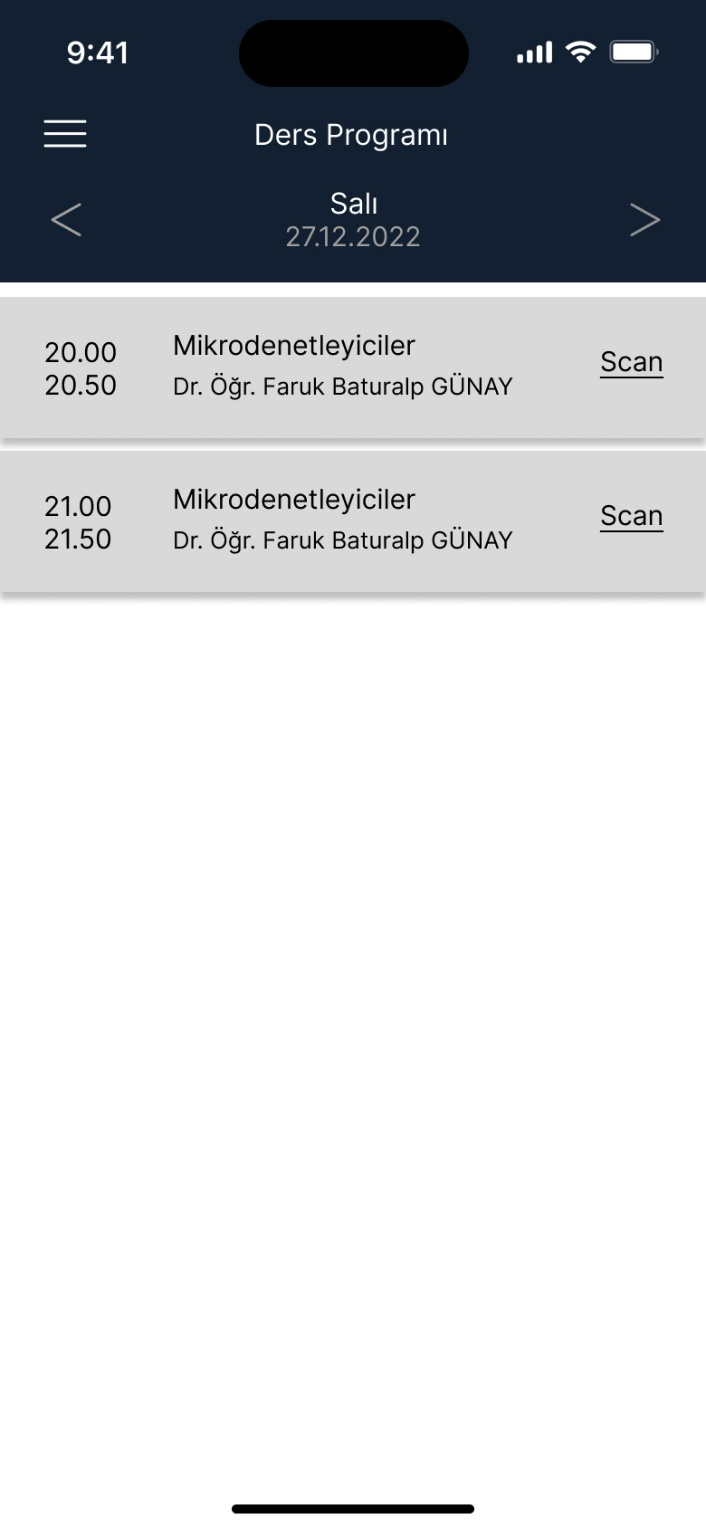 9:41
Ders Programı
<
Salı
>
27.12.2022
20.00
20.50
Mikrodenetleyiciler
Dr. Öğr. Faruk Baturalp GÜNAY
Scan
21.00
21.50
Mikrodenetleyiciler
Dr. Öğr. Faruk Baturalp GÜNAY
Scan